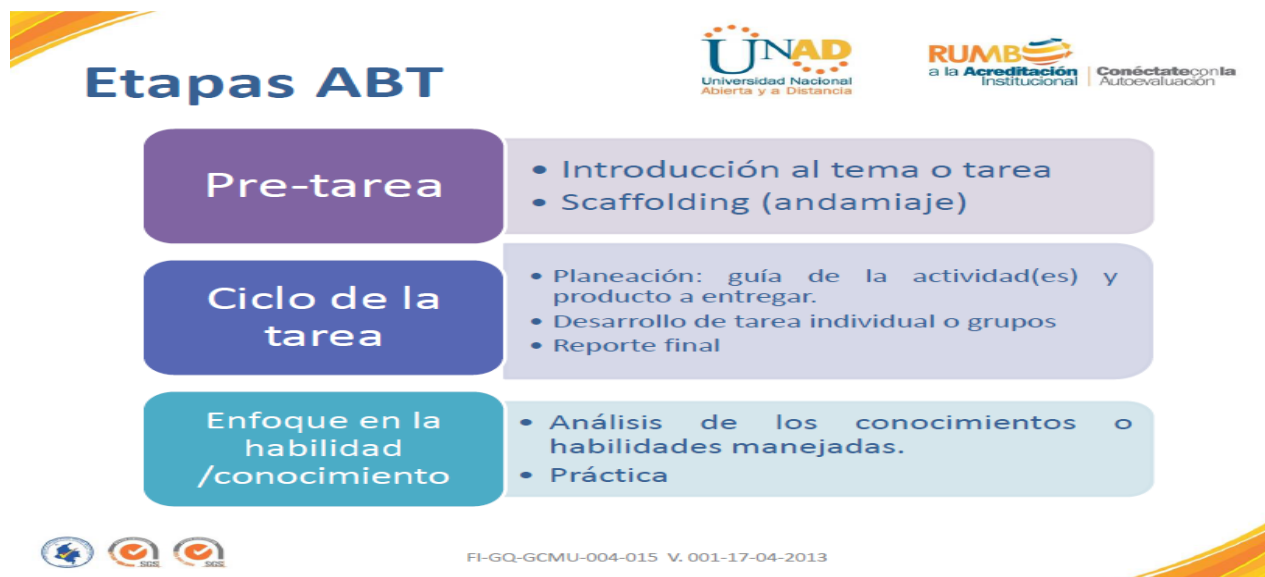 Etapas ABT
UNAD
Universidad Nacional
Abierta y a Distancia
RUMB
a la Acreditación
Institucional
Conéctateconla
Autoevaluación
Pre-tarea
• Introducción al tema o tarea
• Scaffolding (andamiaje)
Ciclo de la
tarea
• Planeación: guía de la actividad(es) y
producto a entregar.
• Desarrollo de tarea individual o grupos
• Reporte final
Enfoque en la
habilidad
/conocimiento
• Análisis de los conocimientos o
habilidades manejadas.
• Práctica
SGS
SGS
FI-GQ-GCMU-004-015 V. 001-17-04-2013